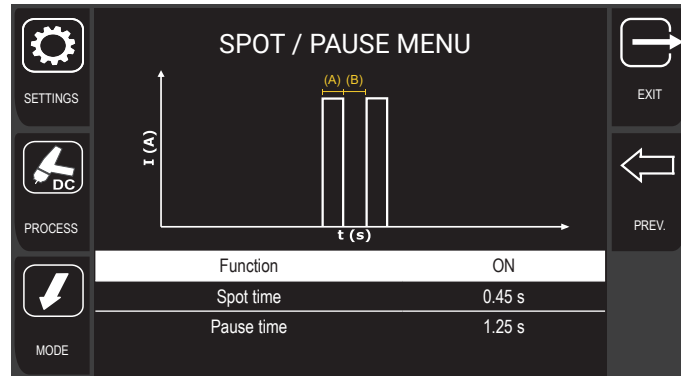 SPOT / PAUSE MENU
SETTINGS
(A) (B)
EXIT
I (A)
DC
PROCESS
t (s)
PREV.
Function ON
Spot time 0.45 s
Pause time 1.25 s
MODE